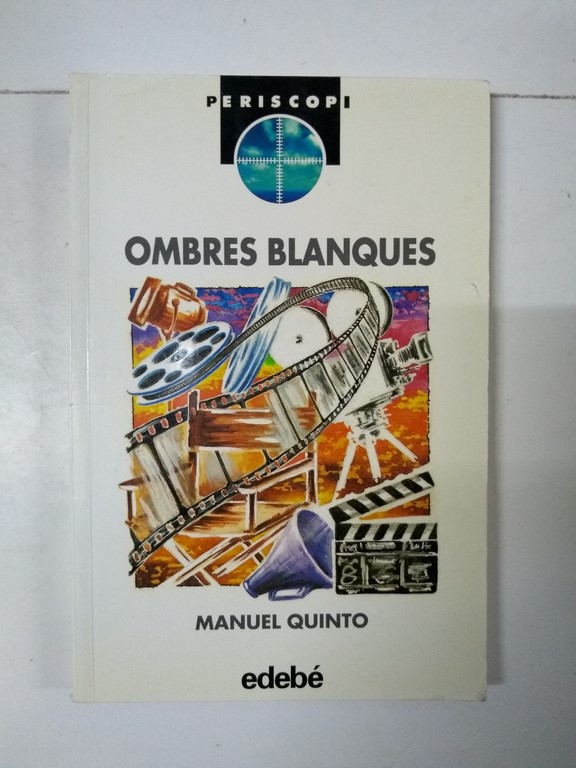 PERISCOPI
OMBRES BLANQUES
MANUEL QUINTO
edebé